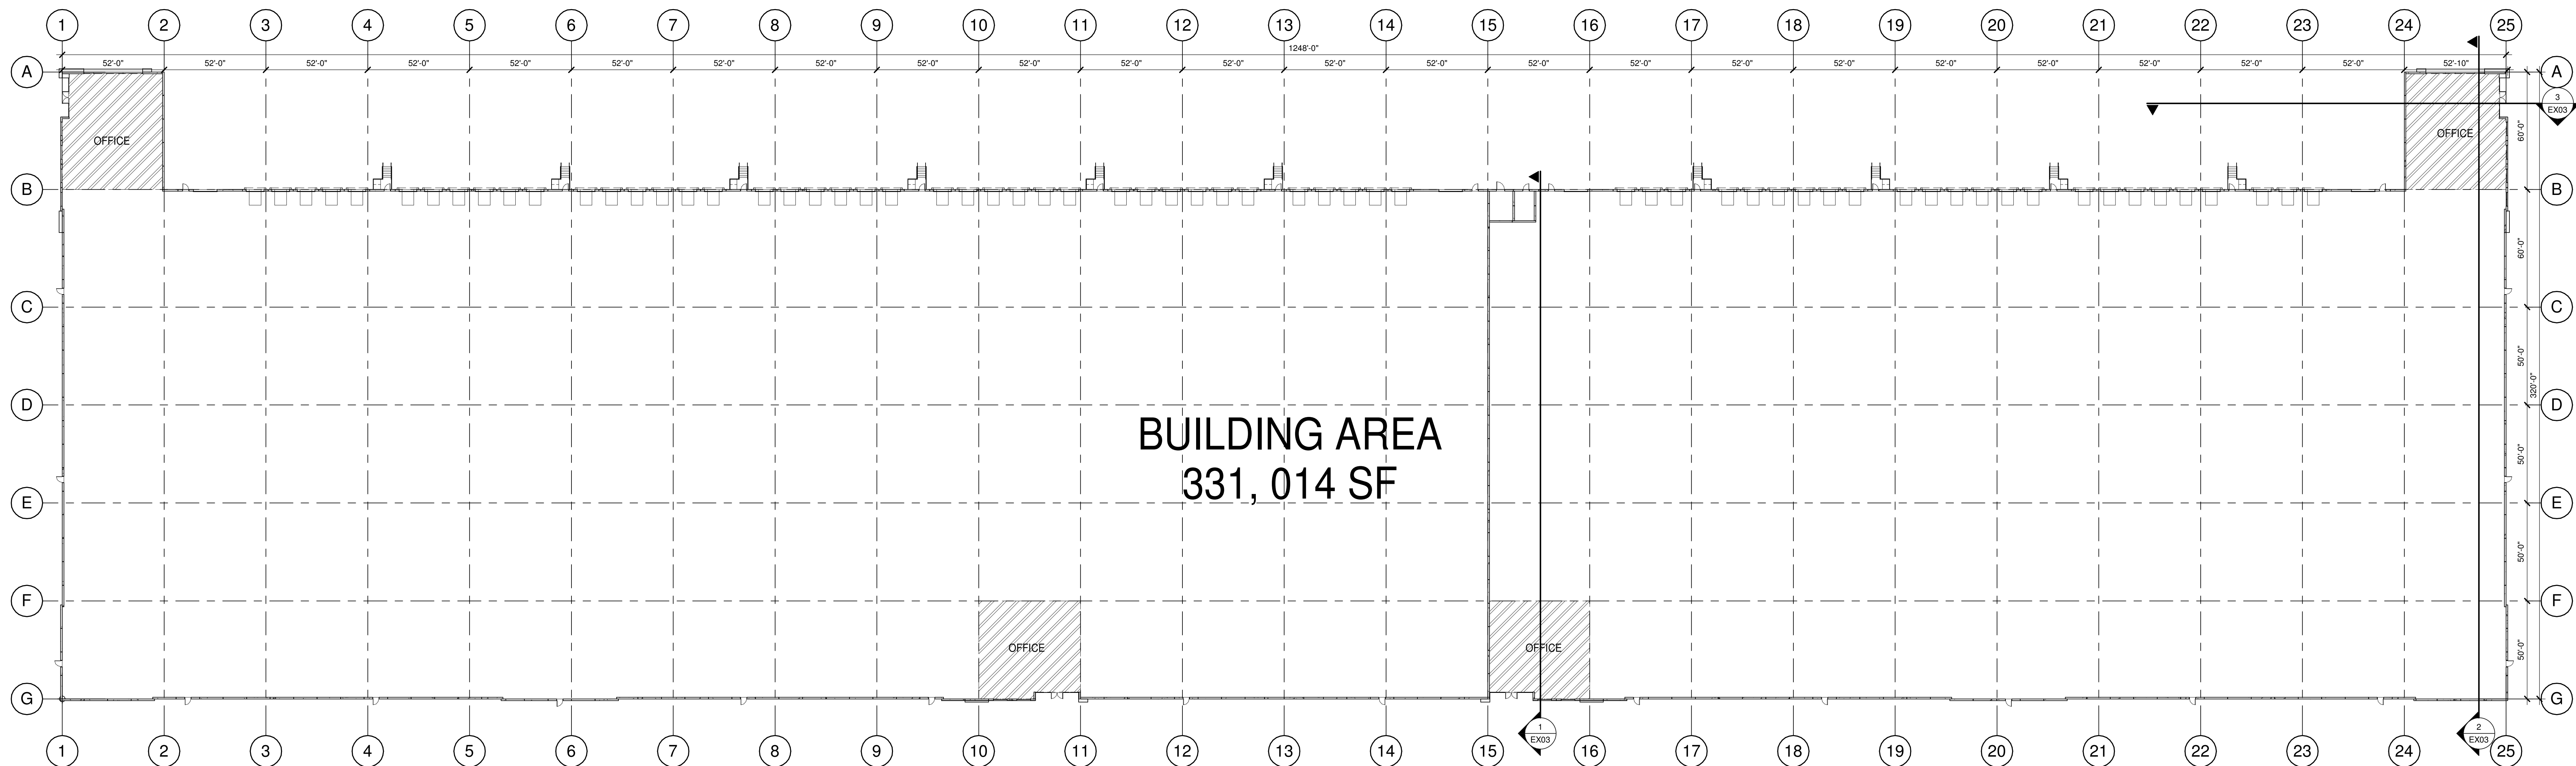 1 2 3 4 5 6 7 8 9 10 11 12 13 14 15 16 17 18 19 20 21 22 23 24 25
1248'-0"
52'-0" 52'-0" 52'-0" 52'-0" 52'-0" 52'-0" 52'-0" 52'-0" 52'-0" 52'-0" 52'-0" 52'-0" 52'-0" 52'-0" 52'-0" 52'-0" 52'-0" 52'-0" 52'-0" 52'-0" 52'-0" 52'-0" 52'-0" 52'-10"
A A
3
EX03
60'-0"
OFFICE OFFICE
B B
60'-0"
C C
50'-0"
320'-0"
D D
BUILDING AREA
50'-0"
331, 014 SF
E E
50'-0"
F F
OFFICE OFFICE
50'-0"
G G
1
EX03
2
EX03
1 2 3 4 5 6 7 8 9 10 11 12 13 14 15 16 17 18 19 20 21 22 23 24 25